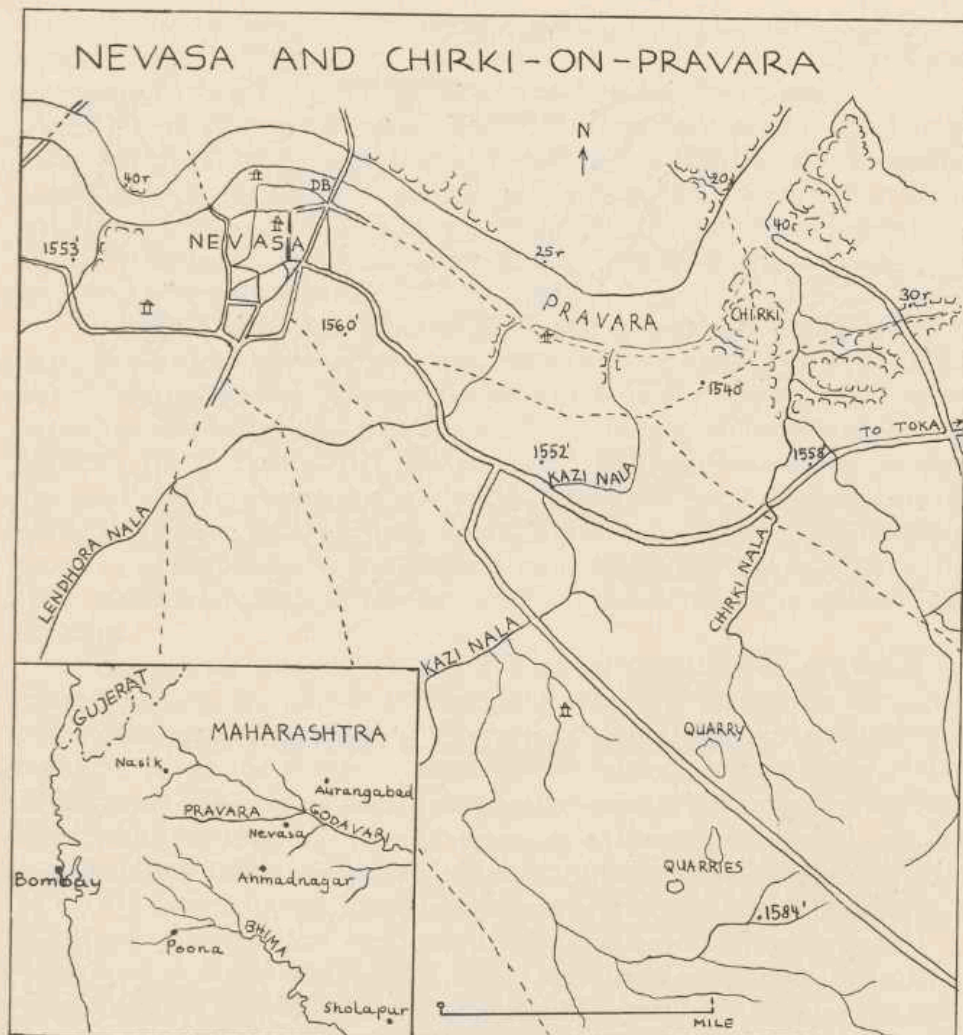 NEVASA AND CHIRKI-ON-PRAVARA
N
40r
DB
20r
NEVASA
1553'
40r
25r
30r
PRAVARA
CHIRKI
1560'
1540'
TO TOKA
1552'
1558'
KAZI NALA
LENDHORA NALA
CHIRKI NALA
KAZI NALA
QUARRY
QUARRIES
1584'
MILE
GUJERAT
MAHARASHTRA
Nasik
Aurangabad
PRAVARA
GODAVARI
Nevasa
Bombay
Ahmadnagar
BHIMA
Poona
Sholapur